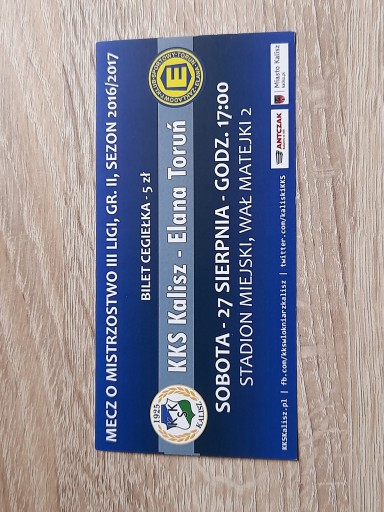 MECZ O MISTRZOSTWO III LIGI, GR. II, SEZON 2016/2017
BILET CEGIEŁKA - 5 zł
KKS Kalisz - Elana Toruń
SOBOTA - 27 SIERPNIA - GODZ. 17:00
STADION MIEJSKI, WAŁ MATEJKI 2
KKSKalisz.pl | fb.com/kkswlokniarzkalisz | twitter.com/kaliskiKKS
1925
KKS
KALISZ
E
ANTCZAK
Miasto Kalisz